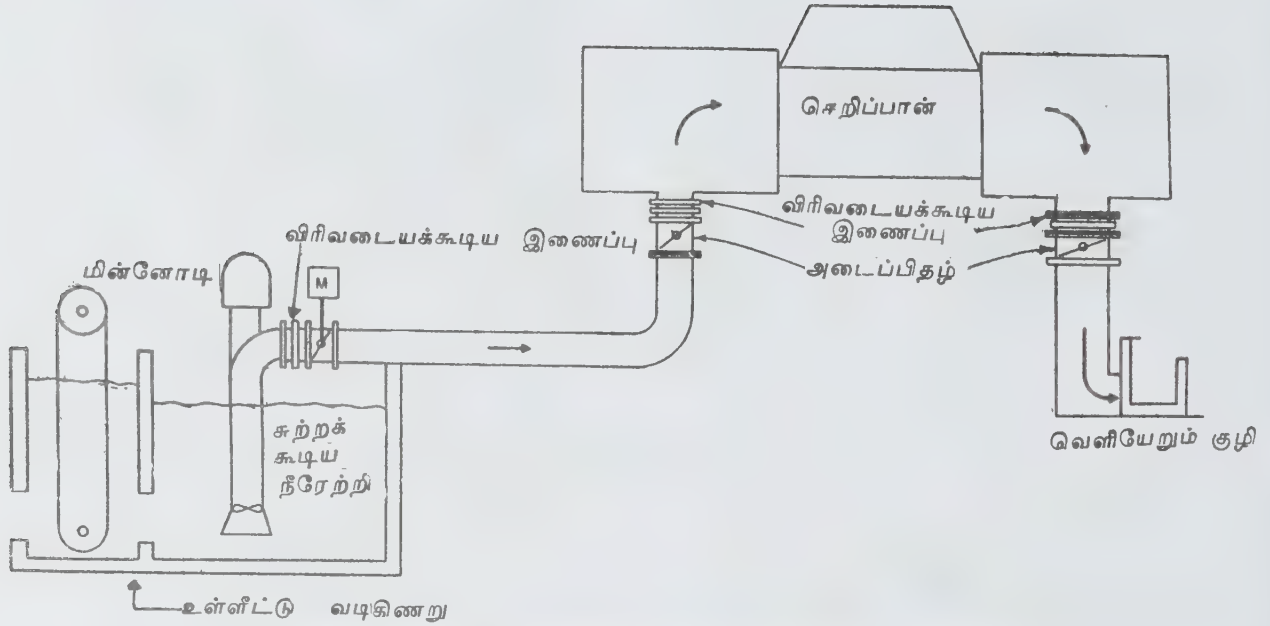 செறிப்பான்
விரிவடையக்கூடிய இணைப்பு
விரிவடையக்கூடிய
இணைப்பு
அடைப்பிதழ்
மின்னோடி
M
சுற்றக்
கூடிய
நீரேற்றி
வெளியேறும் குழி
உள்ளீட்டு வடிகிணறு